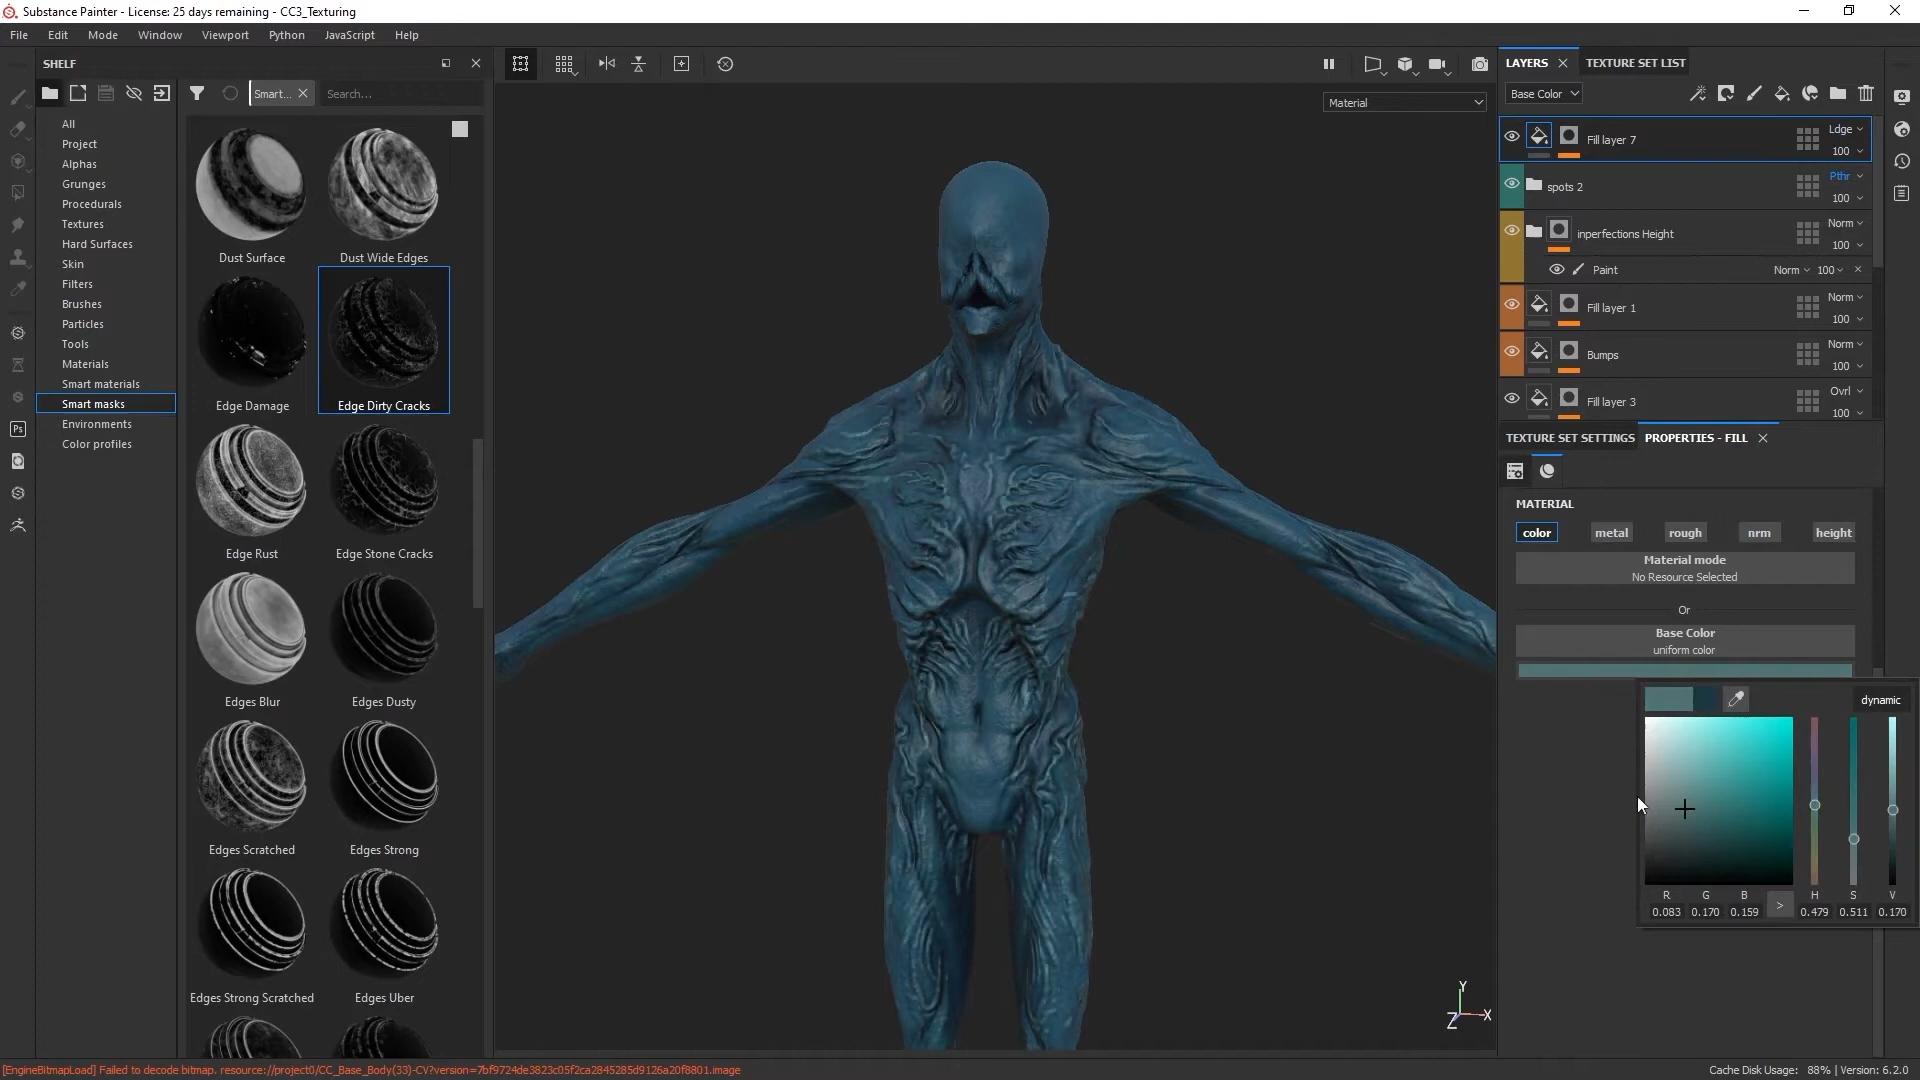 Substance Painter - License: 25 days remaining - CC3_Texturing
File Edit Mode Window Viewport Python JavaScript Help
SHELF
Smart... Search...
All
Project
Alphas
Grunges
Procedurals
Textures
Hard Surfaces
Skin
Filters
Brushes
Particles
Tools
Materials
Smart materials
Smart masks
Environments
Color profiles
Ps
Dust Surface Dust Wide Edges
Edge Damage Edge Dirty Cracks
Edge Rust Edge Stone Cracks
Edges Blur Edges Dusty
Edges Scratched Edges Strong
Edges Strong Scratched Edges Uber
Material
Y
Z X
LAYERS TEXTURE SET LIST
Base Color
Fill layer 7 Ldge 100
spots 2 Pthr 100
inperfections Height Norm 100
Paint Norm 100
Fill layer 1 Norm 100
Bumps Norm 100
Fill layer 3 Ovrl 100
TEXTURE SET SETTINGS PROPERTIES - FILL
MATERIAL
color metal rough nrm height
Material mode
No Resource Selected
Or
Base Color
uniform color
dynamic
R G B > H S V
0.083 0.170 0.159 0.479 0.511 0.170
[EngineBitmapLoad] Failed to decode bitmap. resource://project0/CC_Base_Body(33)-CV?version=7bf9724de3823c05f2ca2845285d9126a20f8801.image
Cache Disk Usage: 88% | Version: 6.2.0